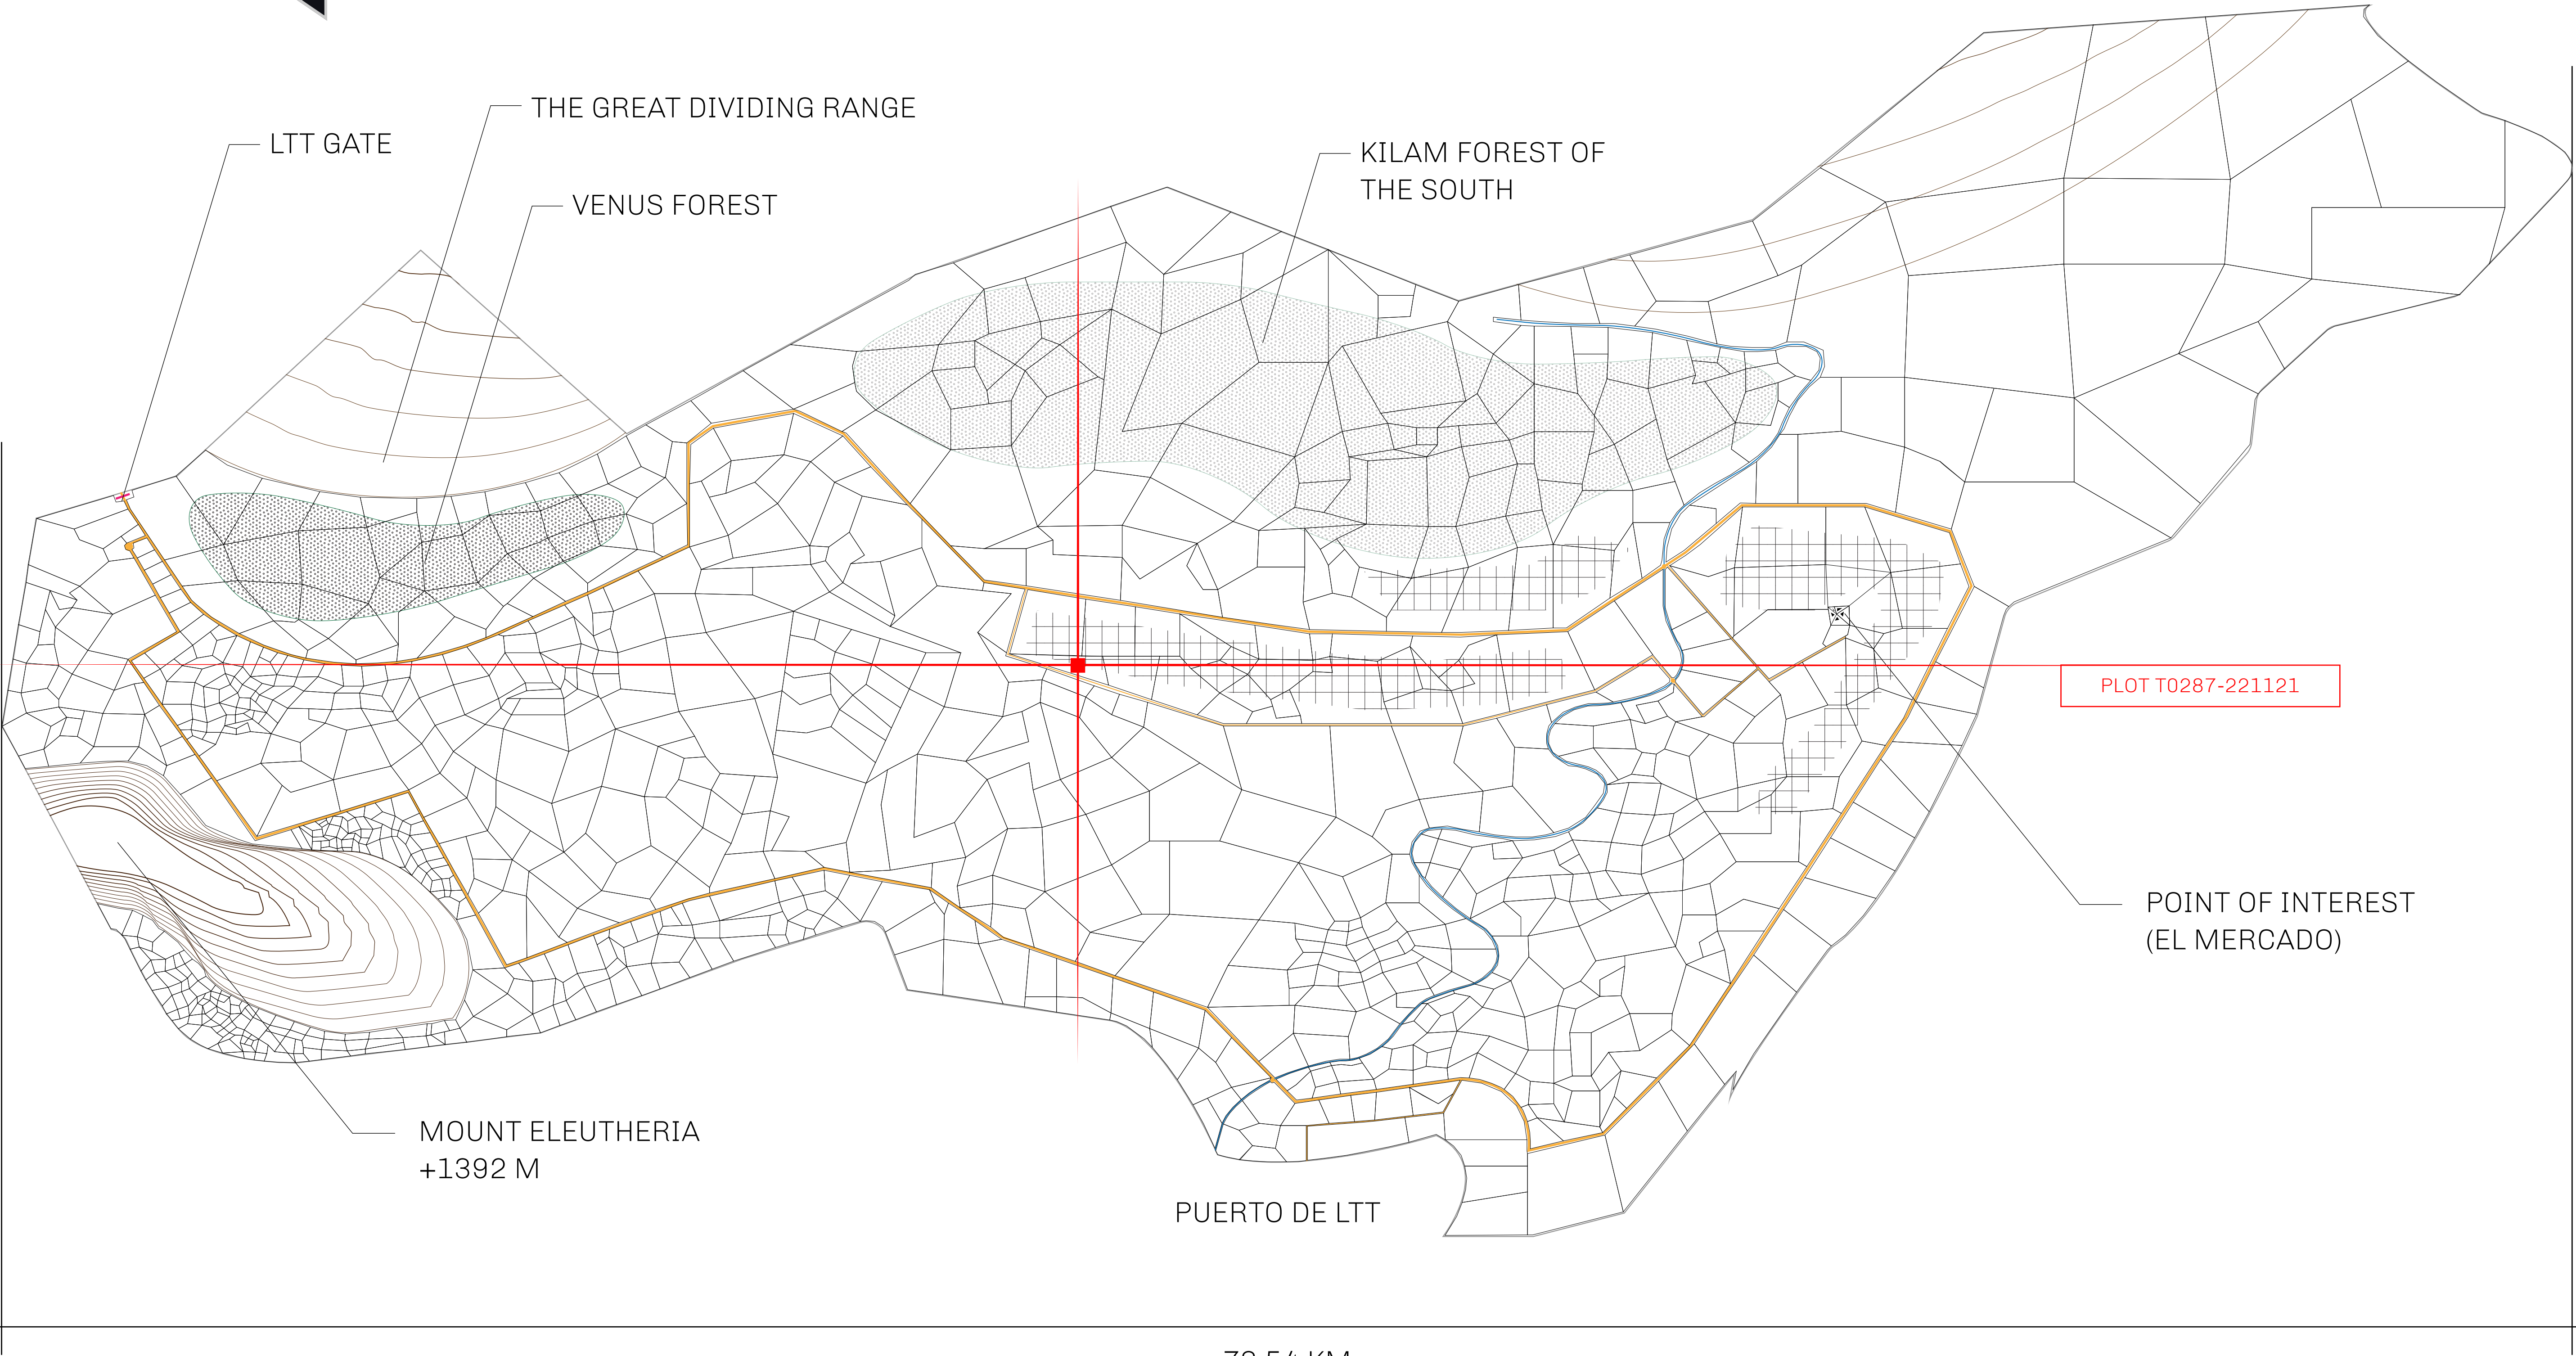 THE GREAT DIVIDING RANGE
LTT GATE
KILAM FOREST OF
THE SOUTH
VENUS FOREST
PLOT T0287-221121
POINT OF INTEREST
(EL MERCADO)
MOUNT ELEUTHERIA
+1392 M
PUERTO DE LTT
KM